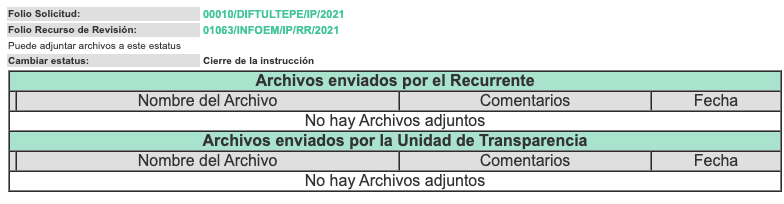 Folio Solicitud: 00010/DIFTULTEPE/IP/2021
Folio Recurso de Revisión: 01063/INFOEM/IP/RR/2021
Puede adjuntar archivos a este estatus
Cambiar estatus: Cierre de la instrucción
Archivos enviados por el Recurrente
Nombre del Archivo Comentarios Fecha
No hay Archivos adjuntos
Archivos enviados por la Unidad de Transparencia
Nombre del Archivo Comentarios Fecha
No hay Archivos adjuntos